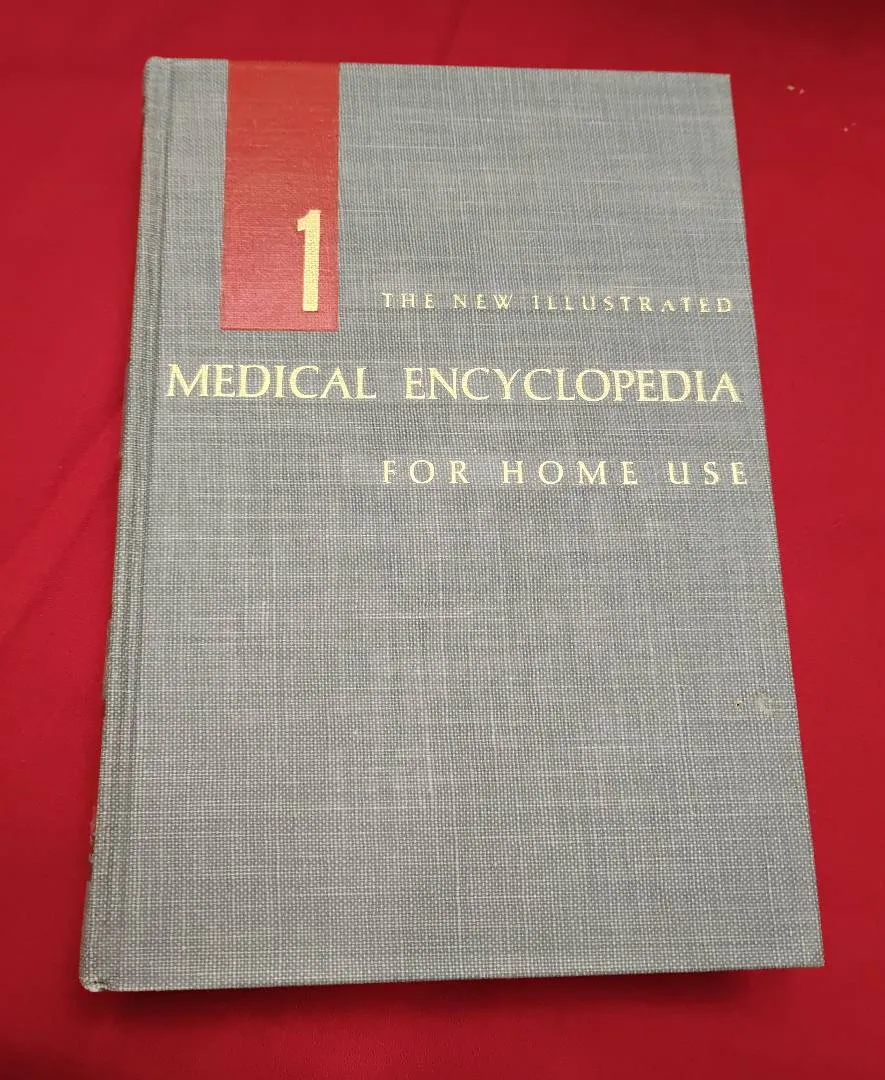 1
THE NEW ILLUSTRATED
MEDICAL ENCYCLOPEDIA
FOR HOME USE